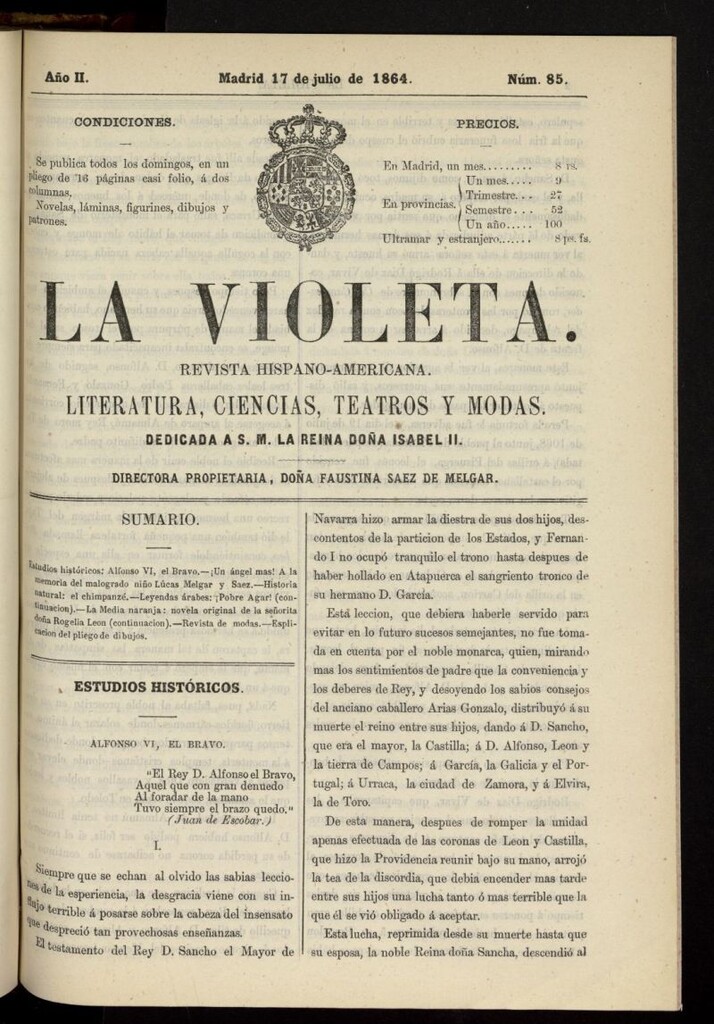 Año II.
Madrid 17 de julio de 1864.
Núm. 85.
CONDICIONES.
Se publica todos los domingos, en un
pliego de 16 páginas casi folio, á dos
columnas.
Novelas, láminas, figurines, dibujos y
patrones.
PRECIOS.
En Madrid, un mes......... 8 rs.
En provincias.
Un mes..... 9
Trimestre... 27
Semestre... 52
Un año..... 100
Ultramar y estranjero...... 8 ps. fs.
LA VIOLETA.
REVISTA HISPANO-AMERICANA.
LITERATURA, CIENCIAS, TEATROS Y MODAS.
DEDICADA A S. M. LA REINA DOÑA ISABEL II.
DIRECTORA PROPIETARIA, DOÑA FAUSTINA SAEZ DE MELGAR.
SUMARIO.
Estudios históricos: Alfonso VI, el Bravo.—¡Un ángel mas! A la
memoria del malogrado niño Lúcas Melgar y Saez.—Historia
natural: el chimpanzé.—Leyendas árabes: ¡Pobre Agar! (con-
tinuacion).—La Media naranja: novela original de la señorita
doña Rogelia Leon (continuacion).—Revista de modas.—Espli-
cacion del pliego de dibujos.
ESTUDIOS HISTÓRICOS.
ALFONSO VI, EL BRAVO.
"El Rey D. Alfonso el Bravo,
Aquel que con gran denuedo
Al foradar de la mano
Tuvo siempre el brazo quedo."
(Juan de Escobar.)
I.
Siempre que se echan al olvido las sabias leccio-
nes de la esperiencia, la desgracia viene con su in-
flujo terrible á posarse sobre la cabeza del insensato
que despreció tan provechosas enseñanzas.
El testamento del Rey D. Sancho el Mayor de
Navarra hizo armar la diestra de sus dos hijos, des-
contentos de la particion de los Estados, y Fernan-
do I no ocupó tranquilo el trono hasta despues de
haber hollado en Atapuerca el sangriento tronco de
su hermano D. García.
Esta leccion, que debiera haberle servido para
evitar en lo futuro sucesos semejantes, no fue toma-
da en cuenta por el noble monarca, quien, mirando
mas los sentimientos de padre que la conveniencia y
los deberes de Rey, y desoyendo los sabios consejos
del anciano caballero Arias Gonzalo, distribuyó á su
muerte el reino entre sus hijos, dando á D. Sancho,
que era el mayor, la Castilla; á D. Alfonso, Leon y
la tierra de Campos; á García, la Galicia y el Por-
tugal; á Urraca, la ciudad de Zamora, y á Elvira,
la de Toro.
De esta manera, despues de romper la unidad
apenas efectuada de las coronas de Leon y Castilla,
que hizo la Providencia reunir bajo su mano, arrojó
la tea de la discordia, que debia encender mas tarde
entre sus hijos una lucha tanto ó mas terrible que la
que él se vió obligado á aceptar.
Esta lucha, reprimida desde su muerte hasta que
su esposa, la noble Reina doña Sancha, descendió al